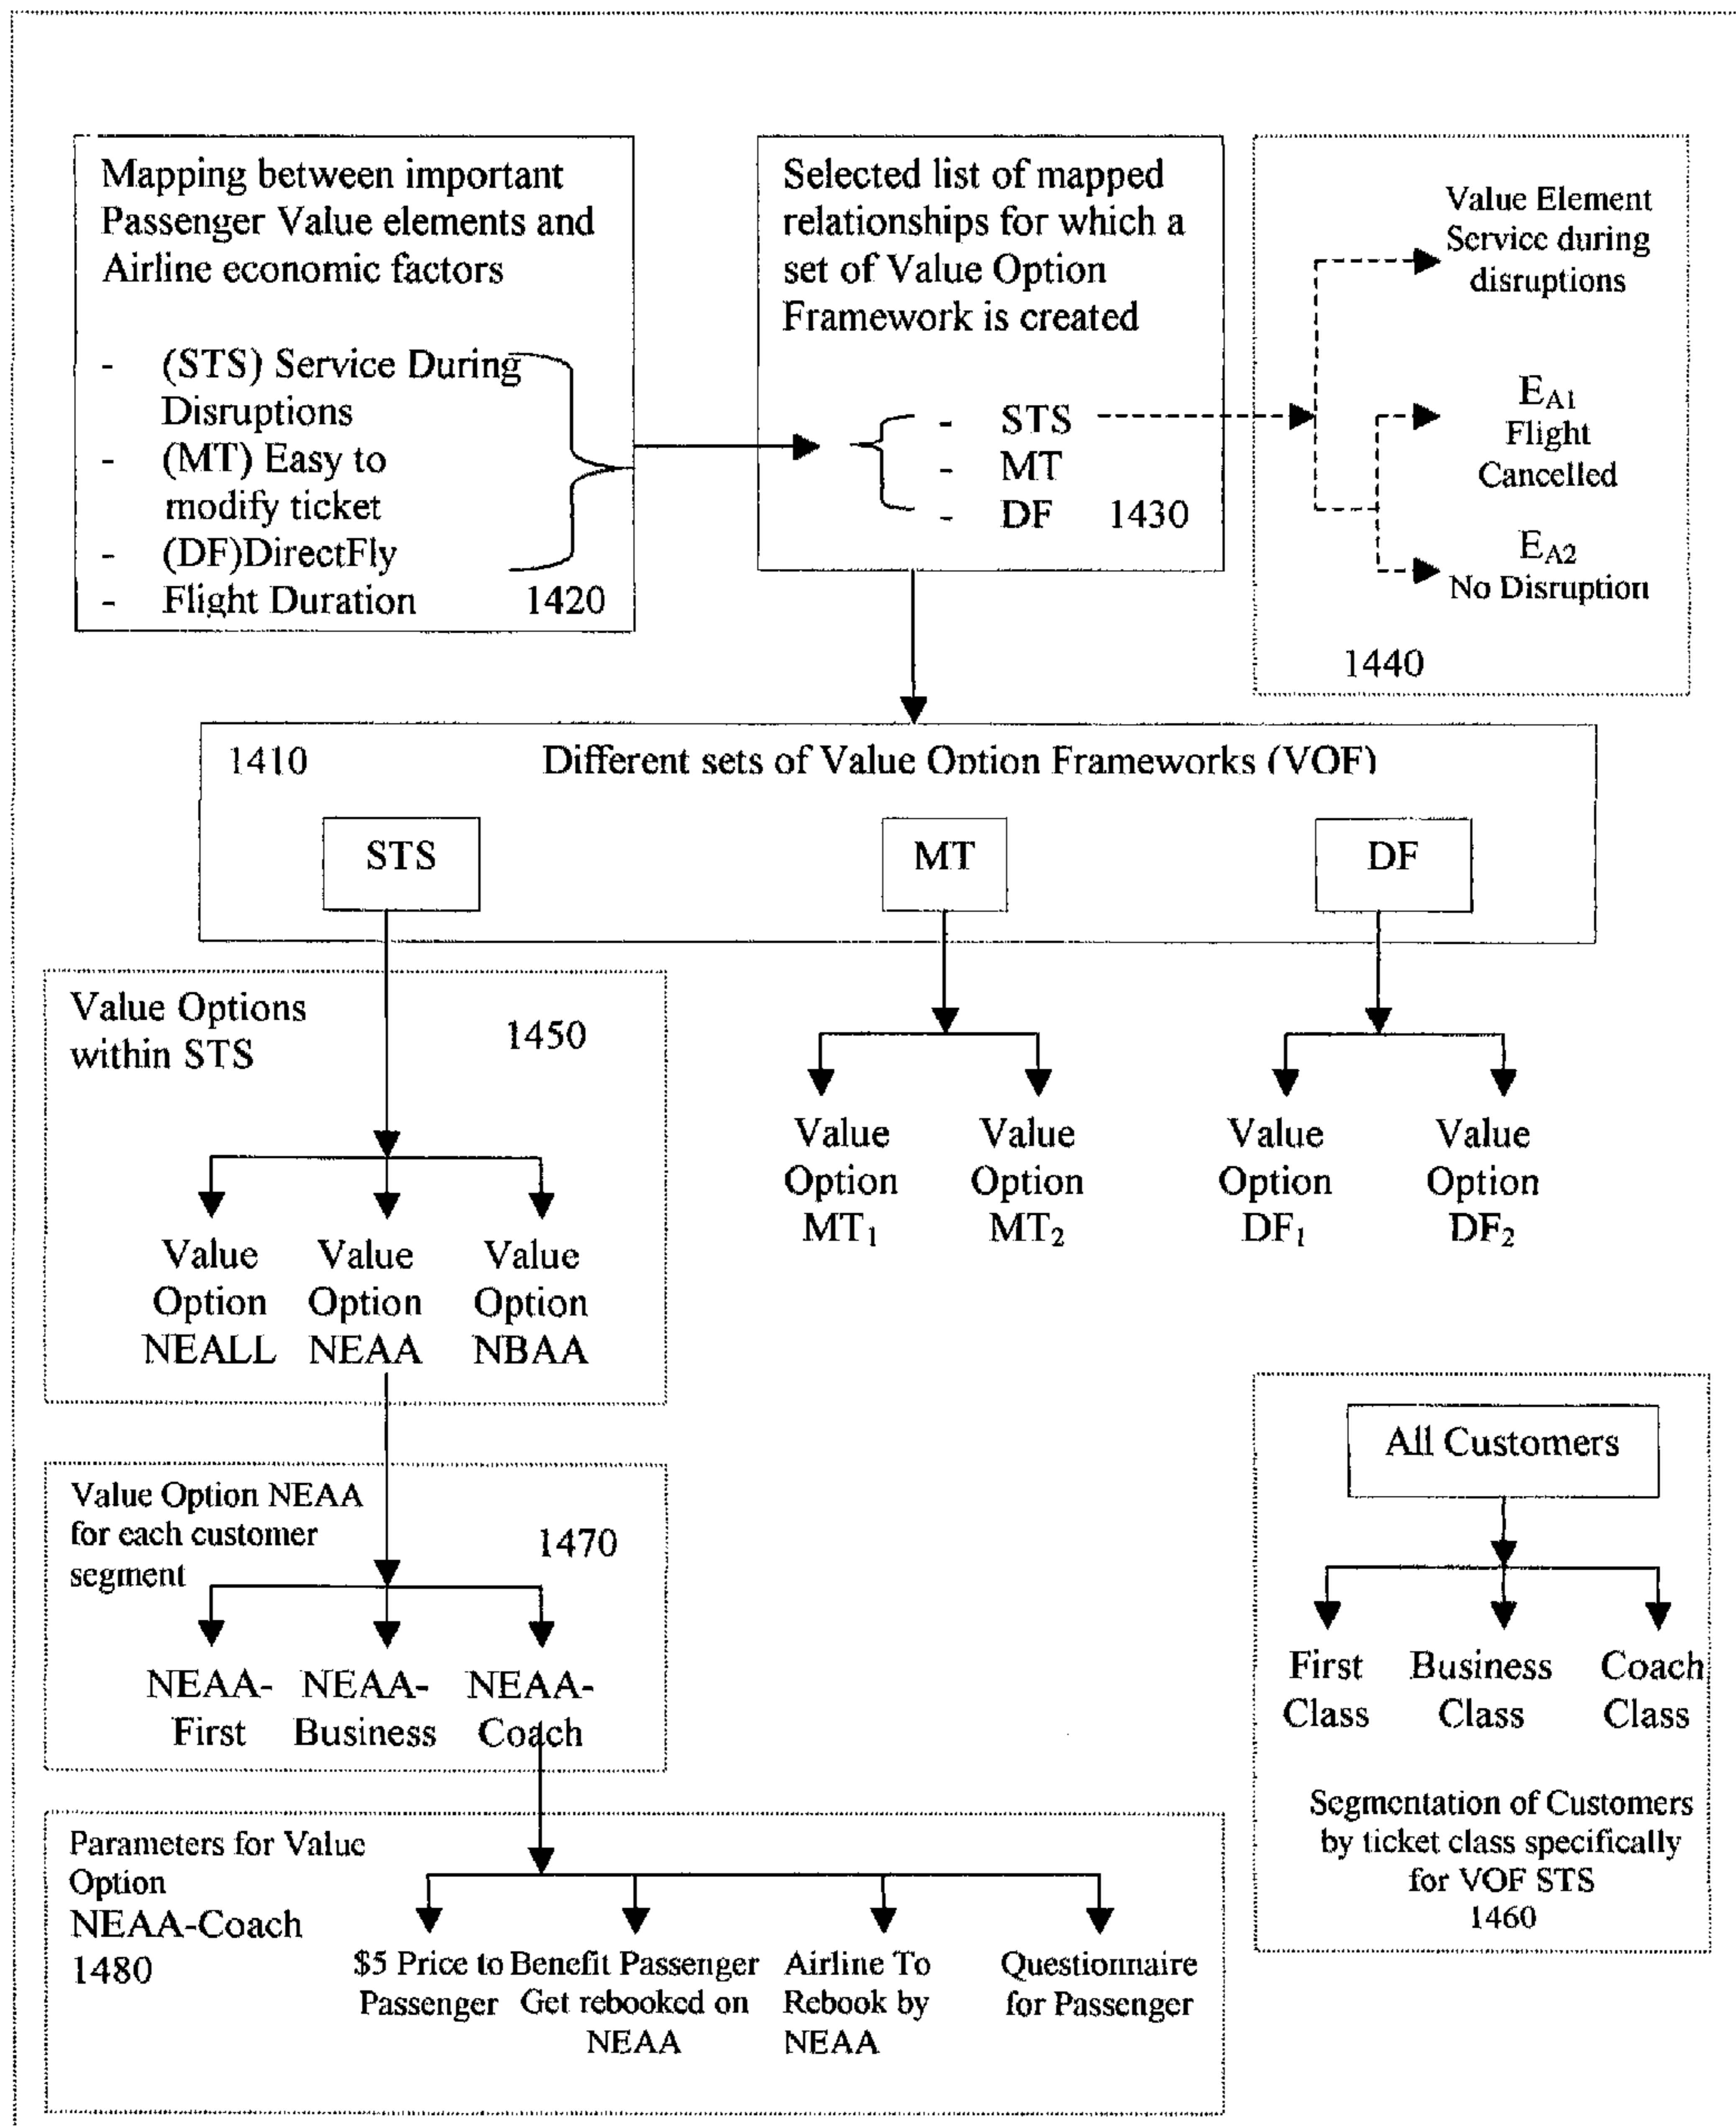 Mapping between important
Passenger Value elements and
Airline economic factors
- (STS) Service During
Disruptions
- (MT) Easy to
modify ticket
- (DF)DirectFly
- Flight Duration 1420
Selected list of mapped
relationships for which a
set of Value Option
Framework is created
- STS
- MT
- DF 1430
Value Element
Service during
disruptions
EA1
Flight
Cancelled
EA2
No Disruption
1440
1410 Different sets of Value Option Frameworks (VOF)
STS MT DF
Value Options
within STS
1450
Value Value Value
Option Option Option
NEALL NEAA NBAA
Value Value
Option Option
MT1 MT2
Value Value
Option Option
DF1 DF2
Value Option NEAA
for each customer
segment
1470
NEAA- NEAA- NEAA-
First Business Coach
All Customers
First Business Coach
Class Class Class
Segmentation of Customers
by ticket class specifically
for VOF STS
1460
Parameters for Value
Option
NEAA-Coach
1480
$5 Price to
Passenger
Benefit Passenger
Get rebooked on
NEAA
Airline To
Rebook by
NEAA
Questionnaire
for Passenger